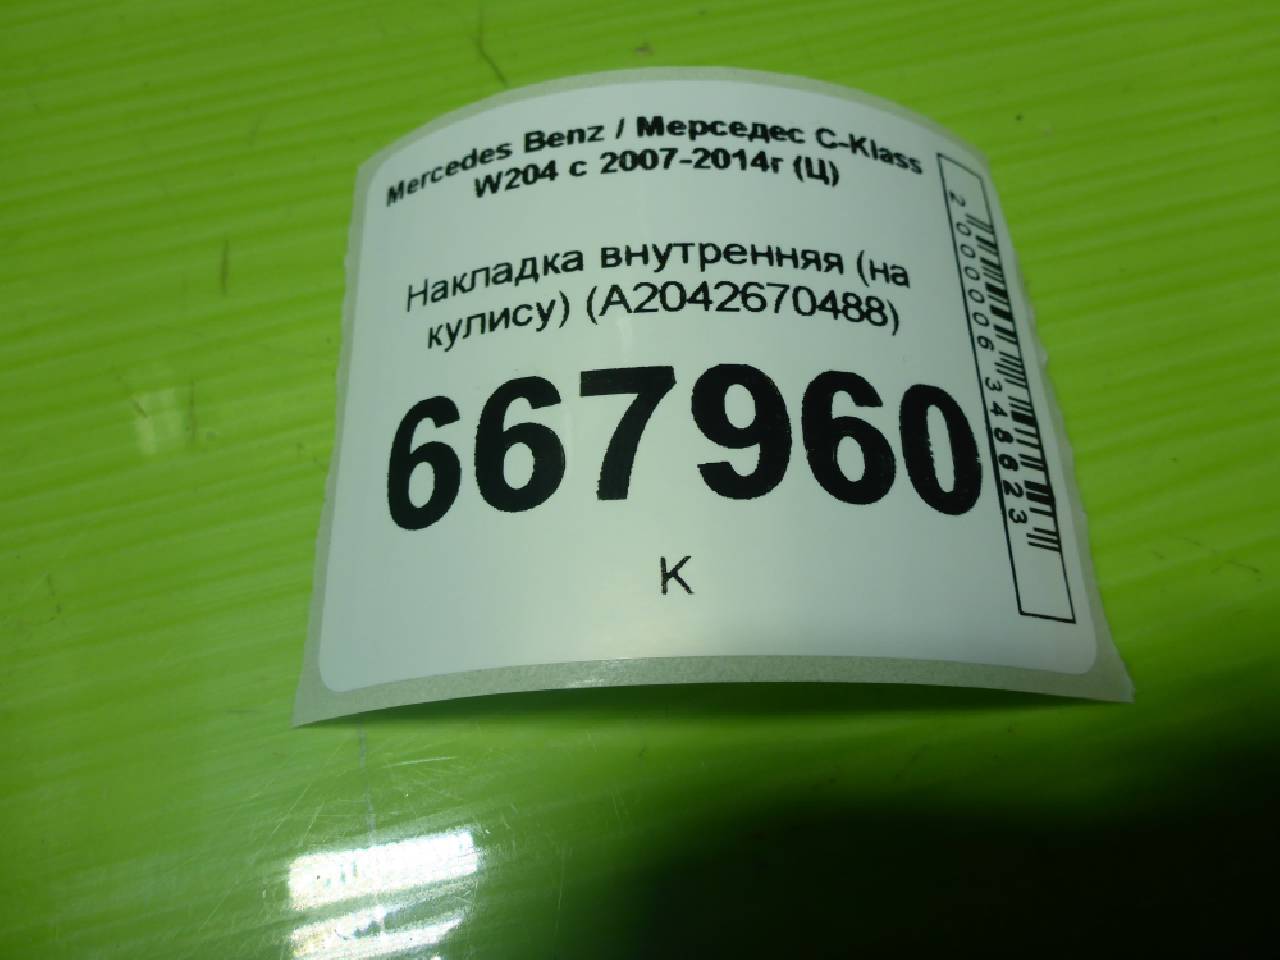 Mercedes Benz / Мерседес C-Klass
W204 с 2007-2014г (Ц)
Накладка внутренняя (на
кулису) (A2042670488)
667960
К
2000006348623